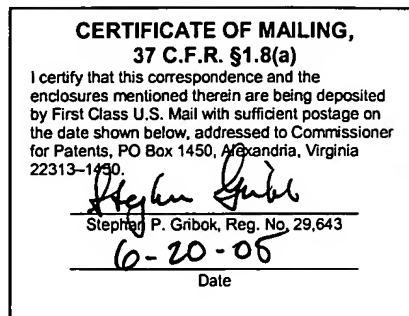 CERTIFICATE OF MAILING,
37 C.F.R. §1.8(a)
I certify that this correspondence and the
enclosures mentioned therein are being deposited
by First Class U.S. Mail with sufficient postage on
the date shown below, addressed to Commissioner
for Patents, PO Box 1450, Alexandria, Virginia
22313–1450.
Stephan P. Gribok, Reg. No. 29,643
6-20-05
Date